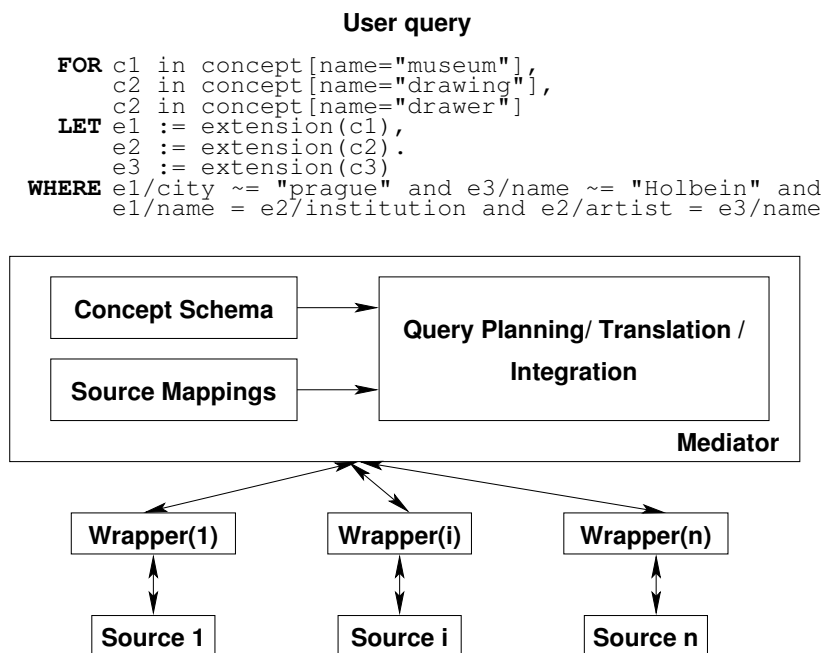 User query
FOR c1 in concept[name="museum"],
c2 in concept[name="drawing"],
c2 in concept[name="drawer"]
LET e1 := extension(c1),
e2 := extension(c2).
e3 := extension(c3)
WHERE e1/city ~= "prague" and e3/name ~= "Holbein" and
e1/name = e2/institution and e2/artist = e3/name
Concept Schema
Query Planning/ Translation /
Integration
Source Mappings
Mediator
Wrapper(1)
Wrapper(i)
Wrapper(n)
Source 1
Source i
Source n